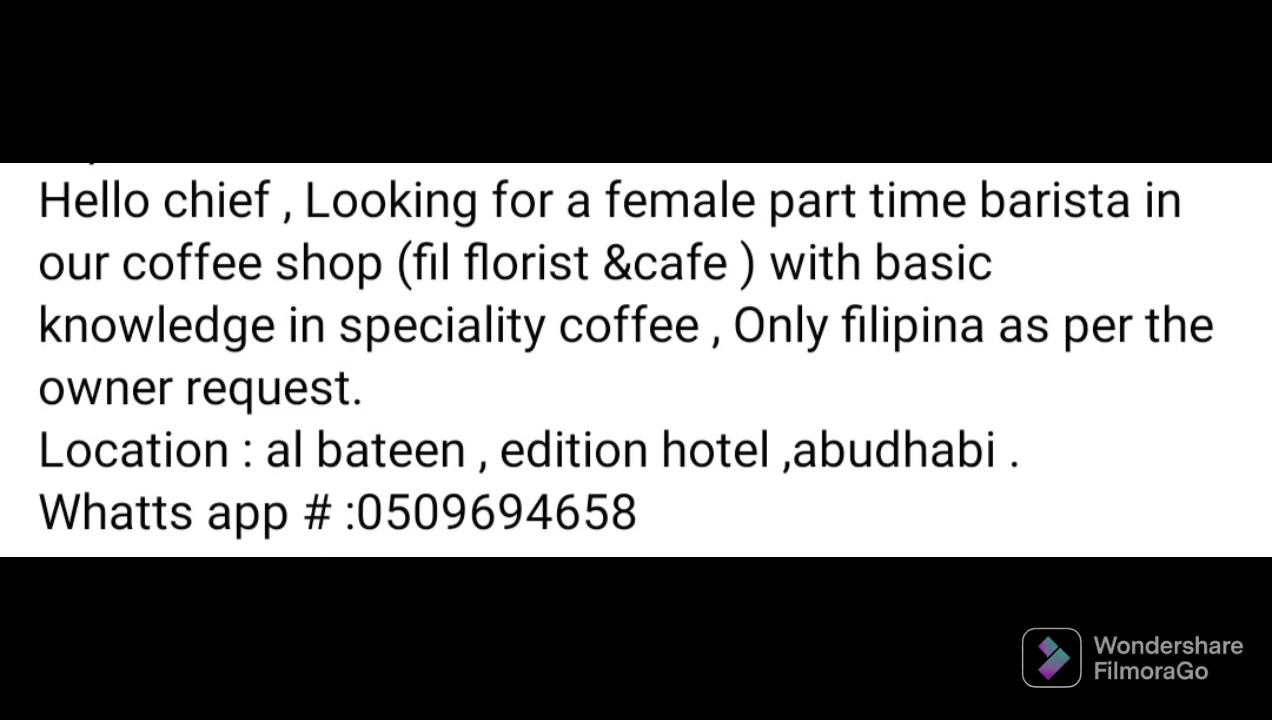 Hello chief , Looking for a female part time barista in
our coffee shop (fil florist &cafe ) with basic
knowledge in speciality coffee , Only filipina as per the
owner request.
Location : al bateen , edition hotel ,abudhabi .
Whatts app # :0509694658
Wondershare
FilmoraGo